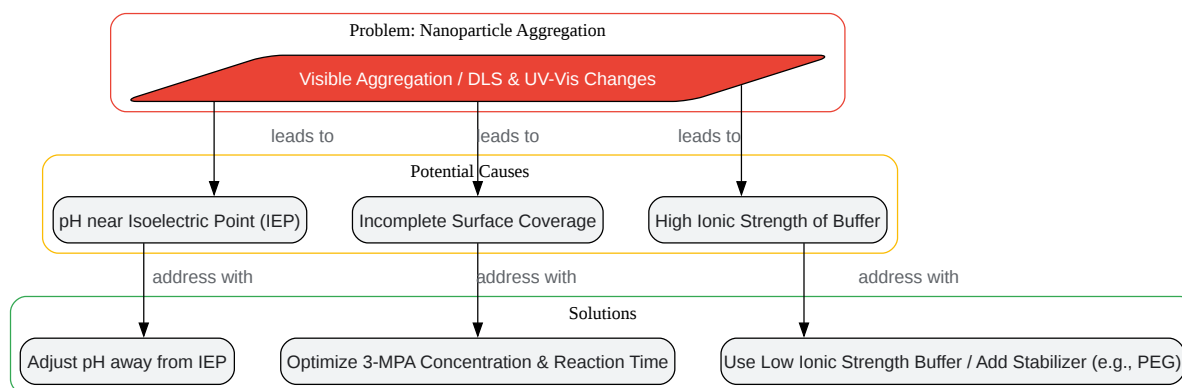 Problem: Nanoparticle Aggregation
Visible Aggregation / DLS & UV-Vis Changes
leads to
leads to
leads to
Potential Causes
pH near Isoelectric Point (IEP)
Incomplete Surface Coverage
High Ionic Strength of Buffer
address with
address with
address with
Solutions
Adjust pH away from IEP
Optimize 3-MPA Concentration & Reaction Time
Use Low Ionic Strength Buffer / Add Stabilizer (e.g., PEG)